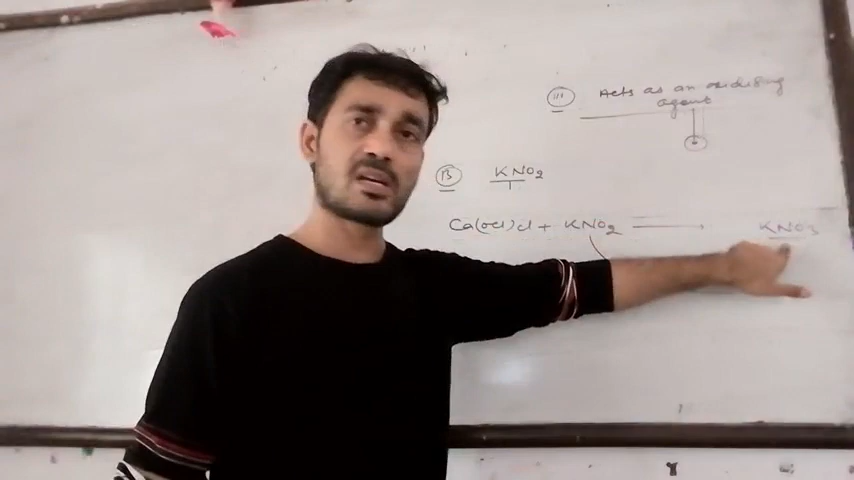 (III) Acts as an oxidising
agent
(B) KNO2
Ca(OCl)Cl + KNO2 → KNO3